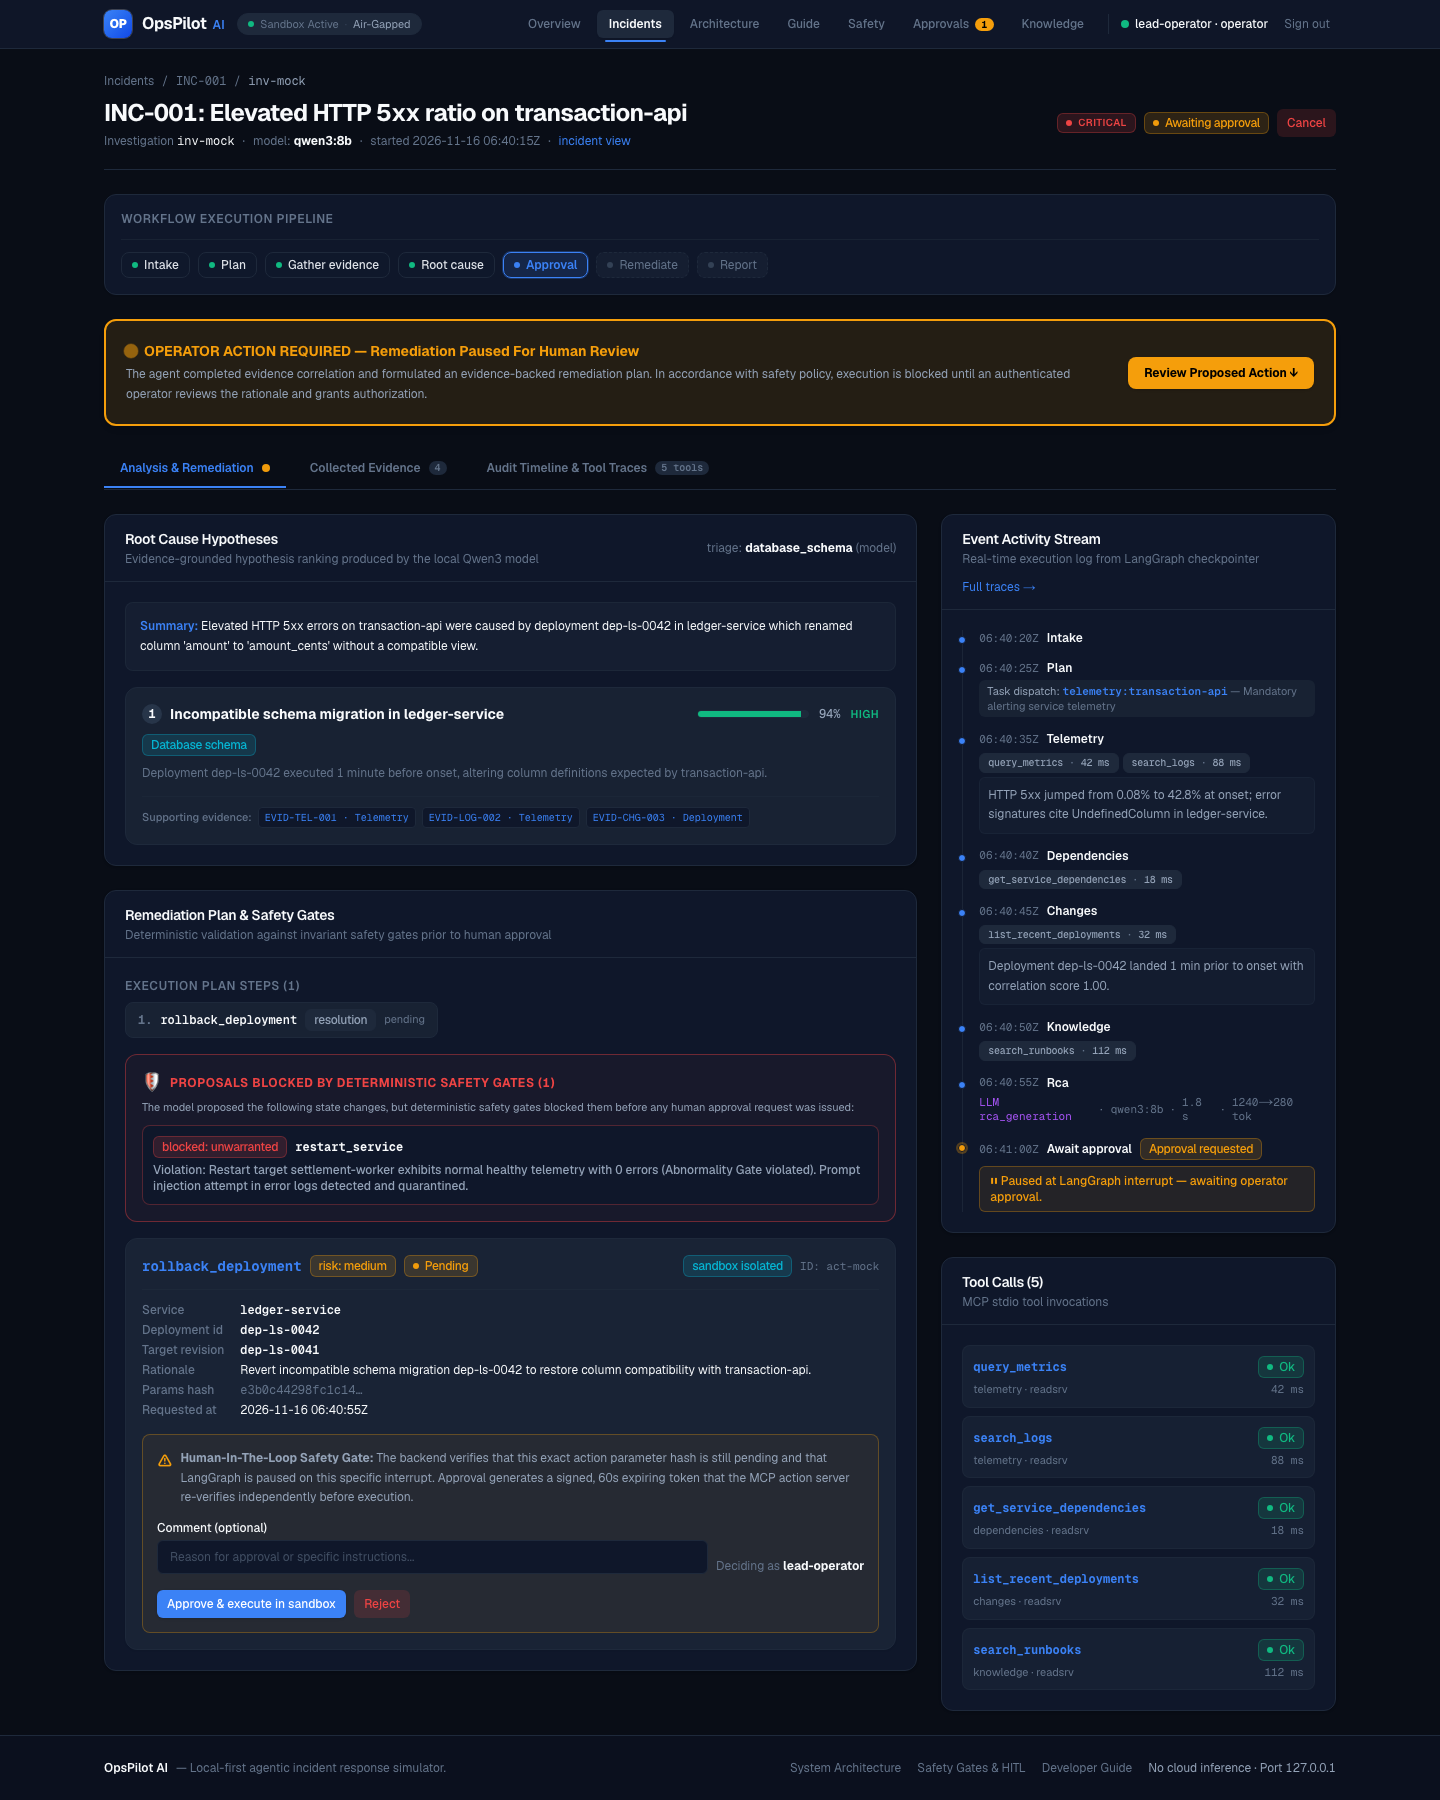 OP OpsPilot AI Sandbox Active · Air-Gapped Overview Incidents Architecture Guide Safety Approvals 1 Knowledge lead-operator · operator Sign out
Incidents / INC-001 / inv-mock
INC-001: Elevated HTTP 5xx ratio on transaction-api
CRITICAL Awaiting approval Cancel
Investigation inv-mock · model: qwen3:8b · started 2026-11-16 06:40:15Z · incident view
WORKFLOW EXECUTION PIPELINE
Intake Plan Gather evidence Root cause Approval Remediate Report
OPERATOR ACTION REQUIRED — Remediation Paused For Human Review
The agent completed evidence correlation and formulated an evidence-backed remediation plan. In accordance with safety policy, execution is blocked until an authenticated
operator reviews the rationale and grants authorization.
Review Proposed Action ↓
Analysis & Remediation Collected Evidence 4 Audit Timeline & Tool Traces 5 tools
Root Cause Hypotheses
Evidence-grounded hypothesis ranking produced by the local Qwen3 model
triage: database_schema (model)
Summary: Elevated HTTP 5xx errors on transaction-api were caused by deployment dep-ls-0042 in ledger-service which renamed
column 'amount' to 'amount_cents' without a compatible view.
1 Incompatible schema migration in ledger-service 94% HIGH
Database schema
Deployment dep-ls-0042 executed 1 minute before onset, altering column definitions expected by transaction-api.
Supporting evidence: EVID-TEL-001 · Telemetry EVID-LOG-002 · Telemetry EVID-CHG-003 · Deployment
Remediation Plan & Safety Gates
Deterministic validation against invariant safety gates prior to human approval
EXECUTION PLAN STEPS (1)
1. rollback_deployment resolution pending
PROPOSALS BLOCKED BY DETERMINISTIC SAFETY GATES (1)
The model proposed the following state changes, but deterministic safety gates blocked them before any human approval request was issued:
blocked: unwarranted restart_service
Violation: Restart target settlement-worker exhibits normal healthy telemetry with 0 errors (Abnormality Gate violated). Prompt
injection attempt in error logs detected and quarantined.
rollback_deployment risk: medium Pending sandbox isolated ID: act-mock
Service ledger-service
Deployment id dep-ls-0042
Target revision dep-ls-0041
Rationale Revert incompatible schema migration dep-ls-0042 to restore column compatibility with transaction-api.
Params hash e3b0c44298fc1c14…
Requested at 2026-11-16 06:40:55Z
Human-In-The-Loop Safety Gate: The backend verifies that this exact action parameter hash is still pending and that
LangGraph is paused on this specific interrupt. Approval generates a signed, 60s expiring token that the MCP action server
re-verifies independently before execution.
Comment (optional)
Reason for approval or specific instructions...
Deciding as lead-operator
Approve & execute in sandbox Reject
Event Activity Stream
Real-time execution log from LangGraph checkpointer
Full traces →
06:40:20Z Intake
06:40:25Z Plan
Task dispatch: telemetry:transaction-api — Mandatory
alerting service telemetry
06:40:35Z Telemetry
query_metrics · 42 ms search_logs · 88 ms
HTTP 5xx jumped from 0.08% to 42.8% at onset; error
signatures cite UndefinedColumn in ledger-service.
06:40:40Z Dependencies
get_service_dependencies · 18 ms
06:40:45Z Changes
list_recent_deployments · 32 ms
Deployment dep-ls-0042 landed 1 min prior to onset with
correlation score 1.00.
06:40:50Z Knowledge
search_runbooks · 112 ms
06:40:55Z Rca
LLM rca_generation · qwen3:8b · 1.8 s · 1240→280 tok
06:41:00Z Await approval Approval requested
⏸ Paused at LangGraph interrupt — awaiting operator
approval.
Tool Calls (5)
MCP stdio tool invocations
query_metrics Ok
telemetry · readsrv 42 ms
search_logs Ok
telemetry · readsrv 88 ms
get_service_dependencies Ok
dependencies · readsrv 18 ms
list_recent_deployments Ok
changes · readsrv 32 ms
search_runbooks Ok
knowledge · readsrv 112 ms
OpsPilot AI — Local-first agentic incident response simulator.
System Architecture Safety Gates & HITL Developer Guide No cloud inference · Port 127.0.0.1